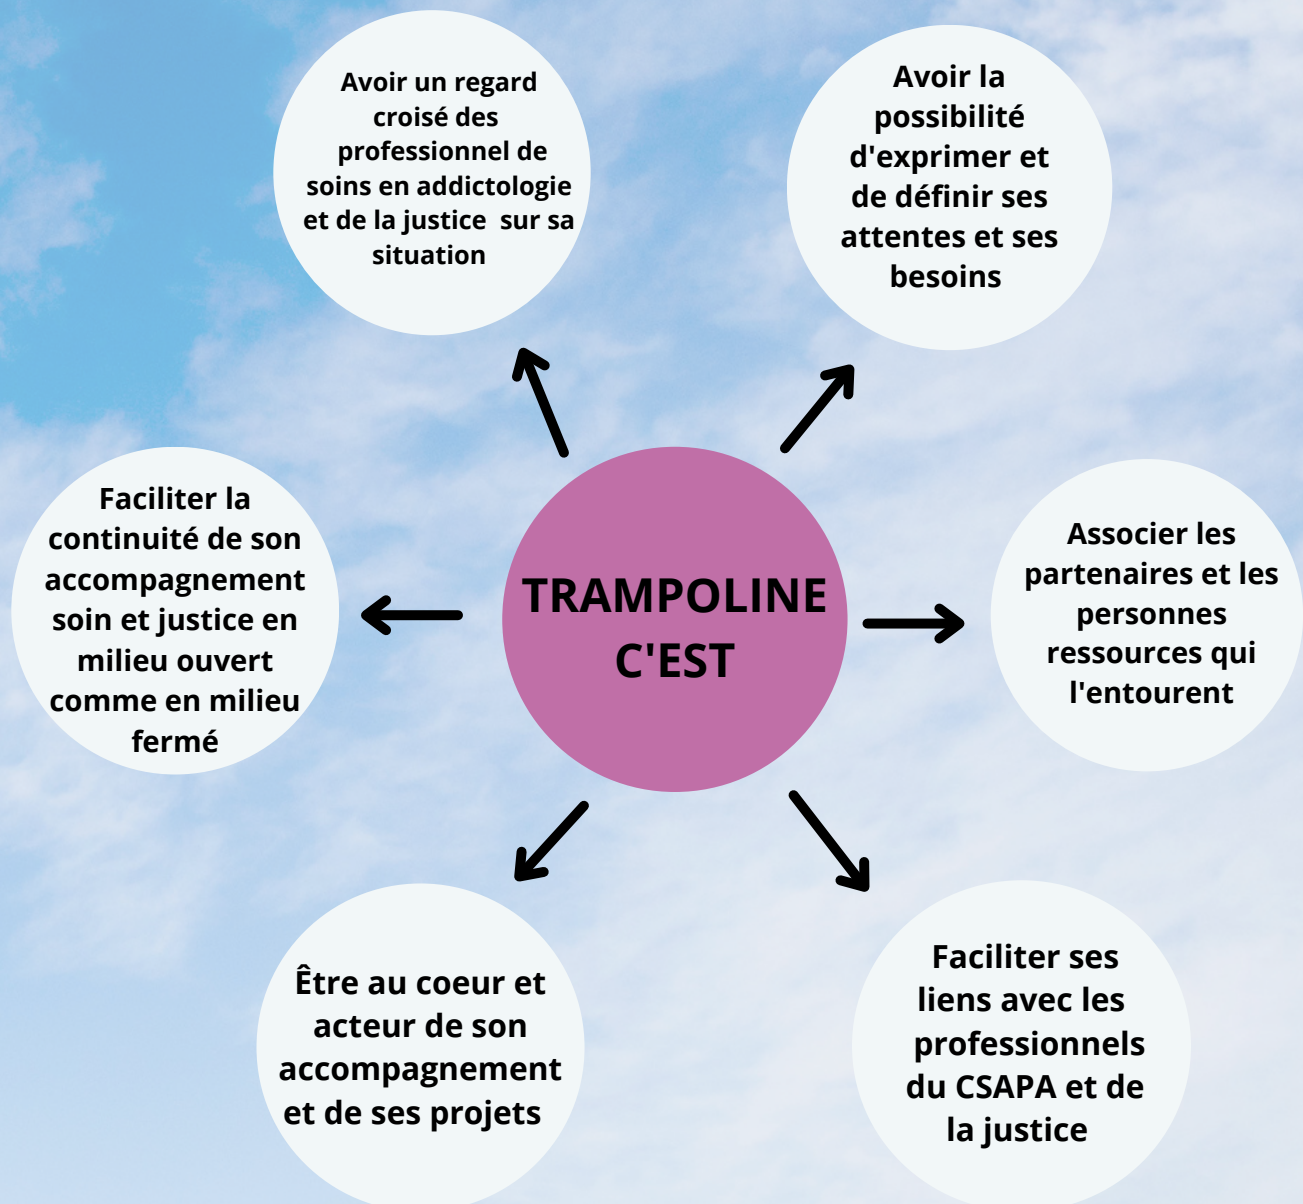 Avoir un regard
croisé des
professionnel de
soins en addictologie
et de la justice sur sa
situation
Avoir la
possibilité
d'exprimer et
de définir ses
attentes et ses
besoins
Faciliter la
continuité de son
accompagnement
soin et justice en
milieu ouvert
comme en milieu
fermé
TRAMPOLINE
C'EST
Associer les
partenaires et les
personnes
ressources qui
l'entourent
Être au coeur et
acteur de son
accompagnement
et de ses projets
Faciliter ses
liens avec les
professionnels
du CSAPA et de
la justice